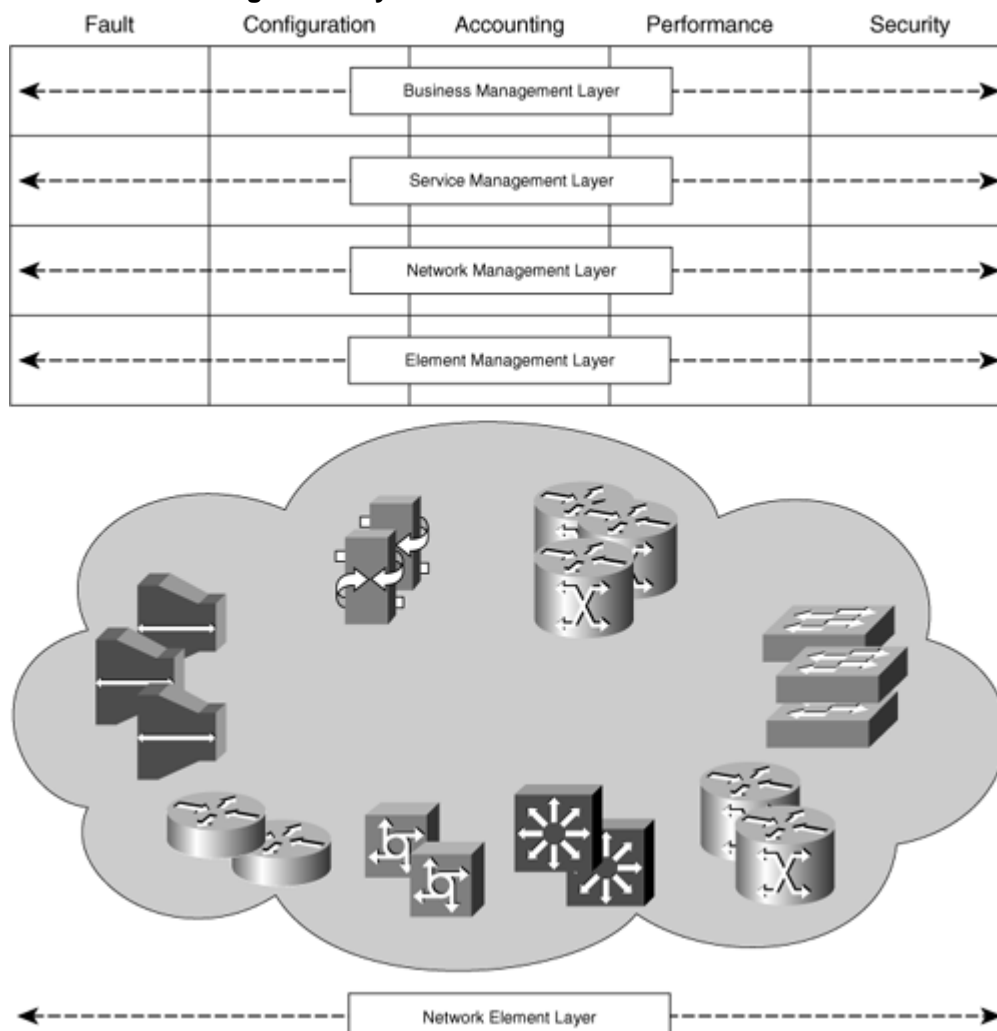 Fault Configuration Accounting Performance Security
Business Management Layer
Service Management Layer
Network Management Layer
Element Management Layer
Network Element Layer